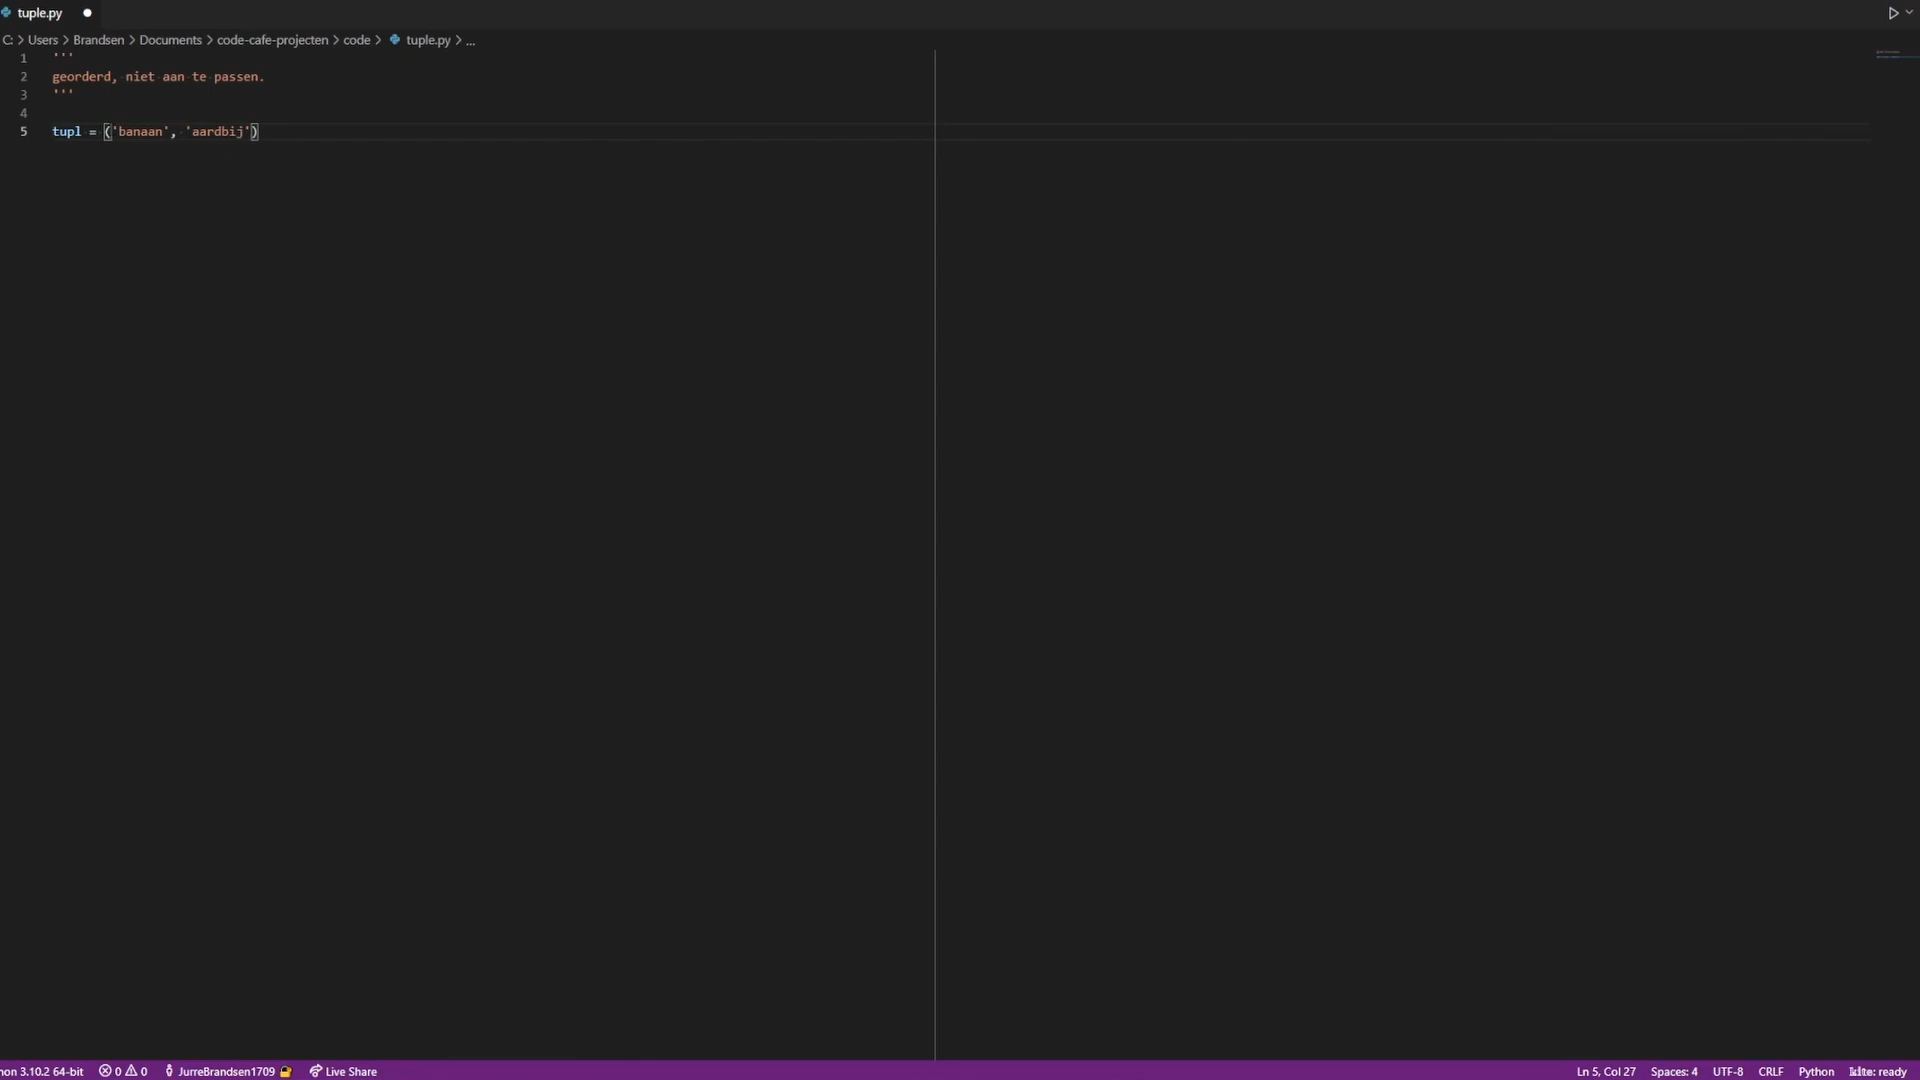 tuple.py
C: > Users > Brandsen > Documents > code-cafe-projecten > code > tuple.py > ...
1 '''
2 georderd, niet aan te passen.
3 '''
4
5 tupl = ('banaan', 'aardbij')
hon 3.10.2 64-bit 0 0 JurreBrandsen1709 Live Share Ln 5, Col 27 Spaces: 4 UTF-8 CRLF Python ready